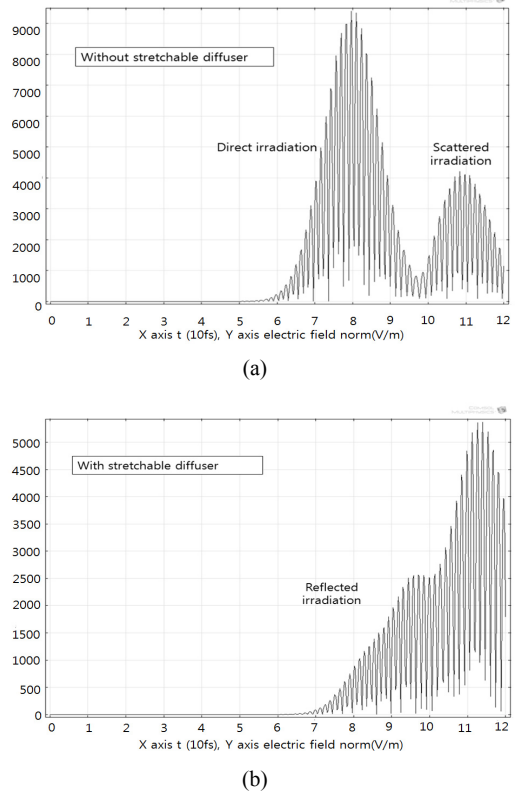 9000
Without stretchable diffuser
8000
7000
6000
5000
Direct irradiation
Scattered
irradiation
4000
3000
2000
1000
0
0 1 2 3 4 5 6 7 8 9 10 11 12
X axis t (10fs), Y axis electric field norm(V/m)
(a)
5000
With stretchable diffuser
4500
4000
3500
3000
2500
Reflected
irradiation
2000
1500
1000
500
0
0 1 2 3 4 5 6 7 8 9 10 11 12
X axis t (10fs), Y axis electric field norm(V/m)
(b)